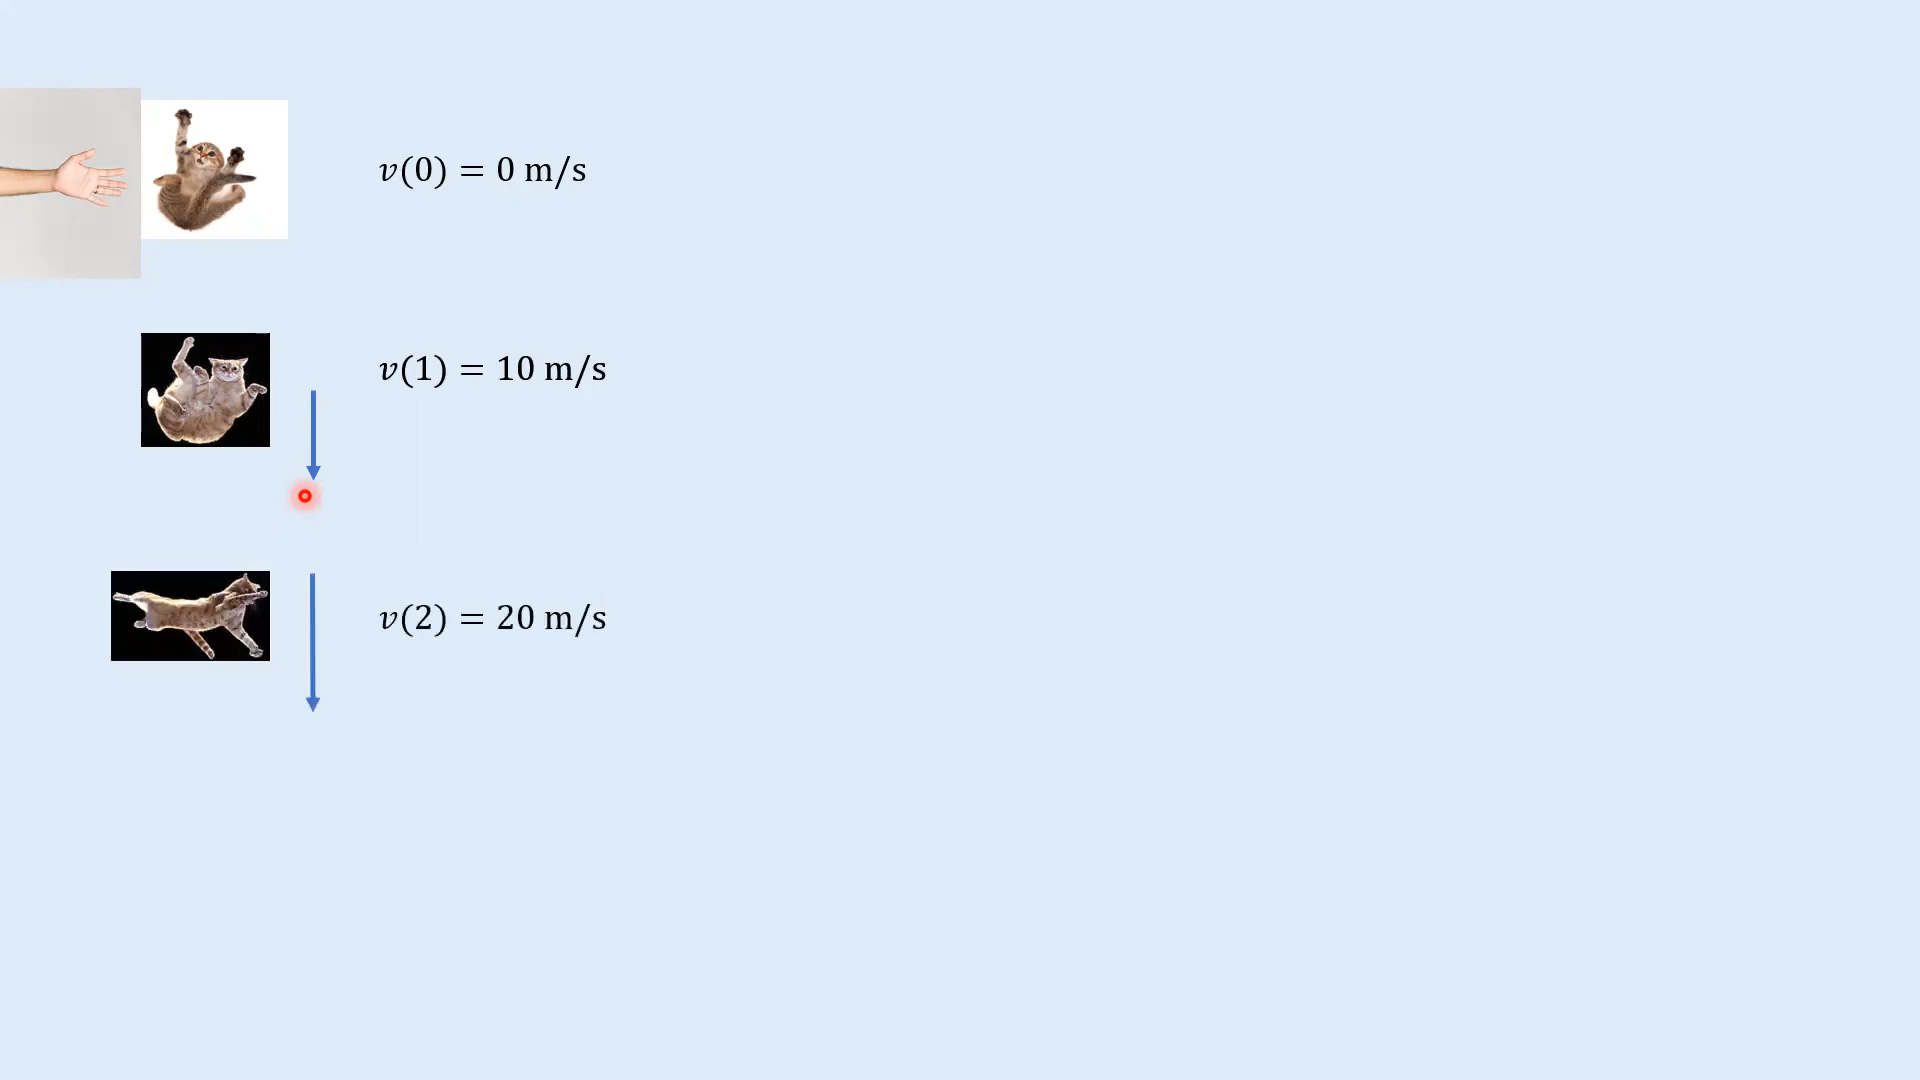 v(0) = 0 m/s
v(1) = 10 m/s
v(2) = 20 m/s